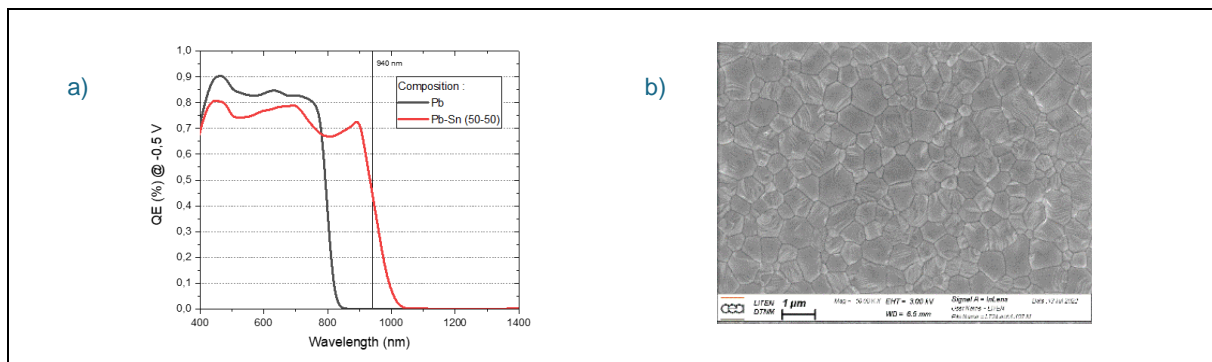 a)
1,0
0,9
0,8
0,7
0,6
0,5
0,4
0,3
0,2
0,1
0,0
QE (%) @ -0,5 V
940 nm
Composition :
Pb
Pb-Sn (50-50)
400 600 800 1000 1200 1400
Wavelength (nm)
b)
cea
LITEN
DTNM
1 µm
EHT = 3.00 kV
WD = 6.5 mm
Signal A = InLens